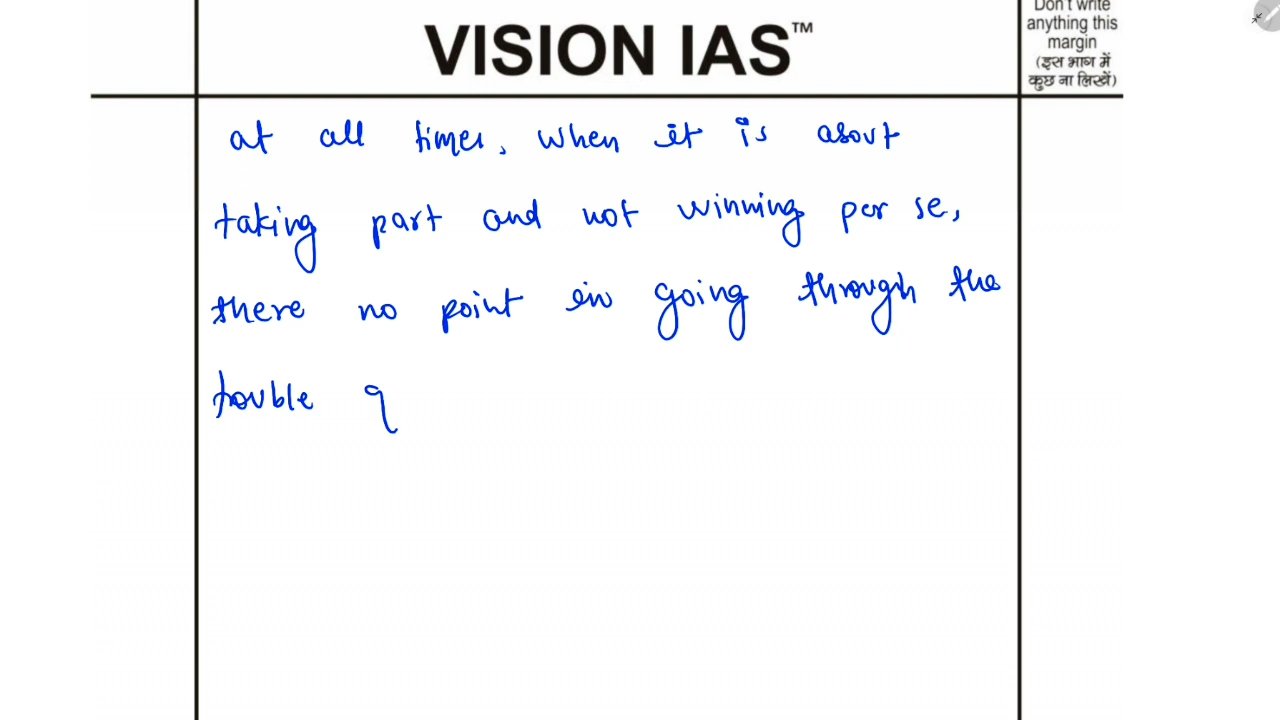 VISION IAS™
Don't write
anything this
margin
(इस भाग में
कुछ ना लिखें)
at all times, when it is about
taking part and not winning per se,
there no point in going through the
trouble